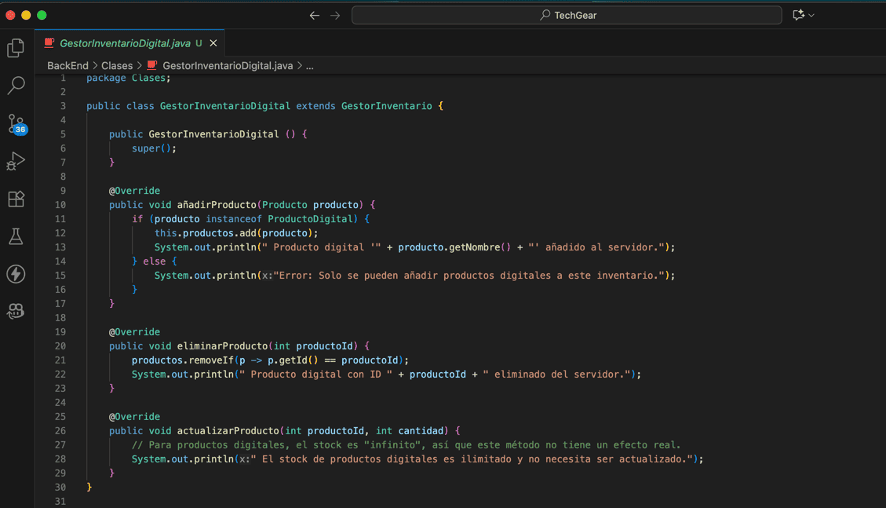 TechGear
GestorInventarioDigital.java U
BackEnd > Clases > GestorInventarioDigital.java > ...
36
1 package Clases;
2
3 public class GestorInventarioDigital extends GestorInventario {
4
5 public GestorInventarioDigital () {
6 super();
7 }
8
9 @Override
10 public void añadirProducto(Producto producto) {
11 if (producto instanceof ProductoDigital) {
12 this.productos.add(producto);
13 System.out.println(" Producto digital '" + producto.getNombre() + "' añadido al servidor.");
14 } else {
15 System.out.println(x:"Error: Solo se pueden añadir productos digitales a este inventario.");
16 }
17 }
18
19 @Override
20 public void eliminarProducto(int productoId) {
21 productos.removeIf(p -> p.getId() == productoId);
22 System.out.println(" Producto digital con ID " + productoId + " eliminado del servidor.");
23 }
24
25 @Override
26 public void actualizarProducto(int productoId, int cantidad) {
27 // Para productos digitales, el stock es "infinito", asi que este método no tiene un efecto real.
28 System.out.println(x:" El stock de productos digitales es ilimitado y no necesita ser actualizado.");
29 }
30 }
31